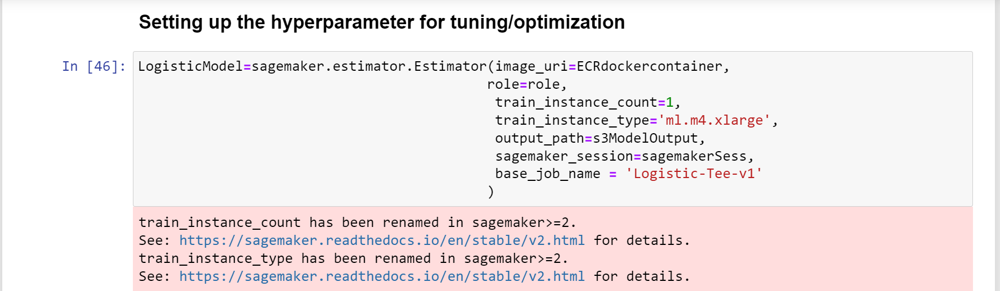 Setting up the hyperparameter for tuning/optimization
In [46]: LogisticModel=sagemaker.estimator.Estimator(image_uri=ECRdockercontainer,
role=role,
train_instance_count=1,
train_instance_type='ml.m4.xlarge',
output_path=s3ModelOutput,
sagemaker_session=sagemakerSess,
base_job_name = 'Logistic-Tee-v1'
)
train_instance_count has been renamed in sagemaker>=2.
See: https://sagemaker.readthedocs.io/en/stable/v2.html for details.
train_instance_type has been renamed in sagemaker>=2.
See: https://sagemaker.readthedocs.io/en/stable/v2.html for details.